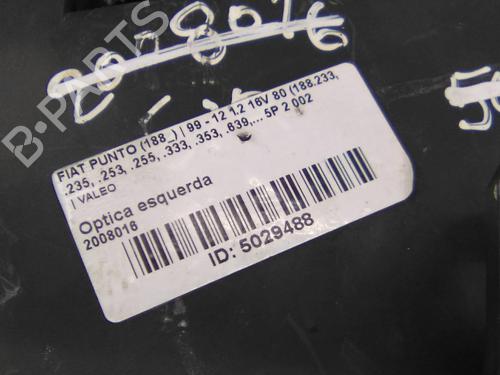 2008016
B-PARTS
FIAT PUNTO (188_) | 99 - 12 1.2 16V 80 (188.233,
.235, .253, .255, .333, .353, .639,... 5P 2 002
| VALEO
Optica esquerda
2008016
ID: 5029488